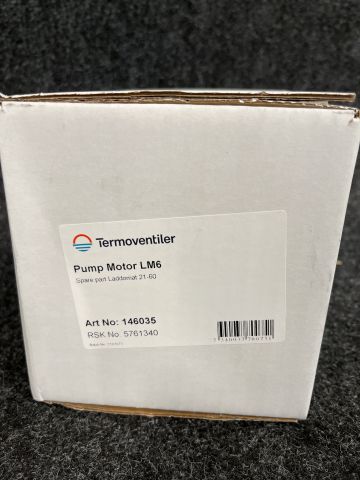 Termoventiler
Pump Motor LM6
Spare part Laddomat 21-60
Art No: 146035
RSK No: 5761340